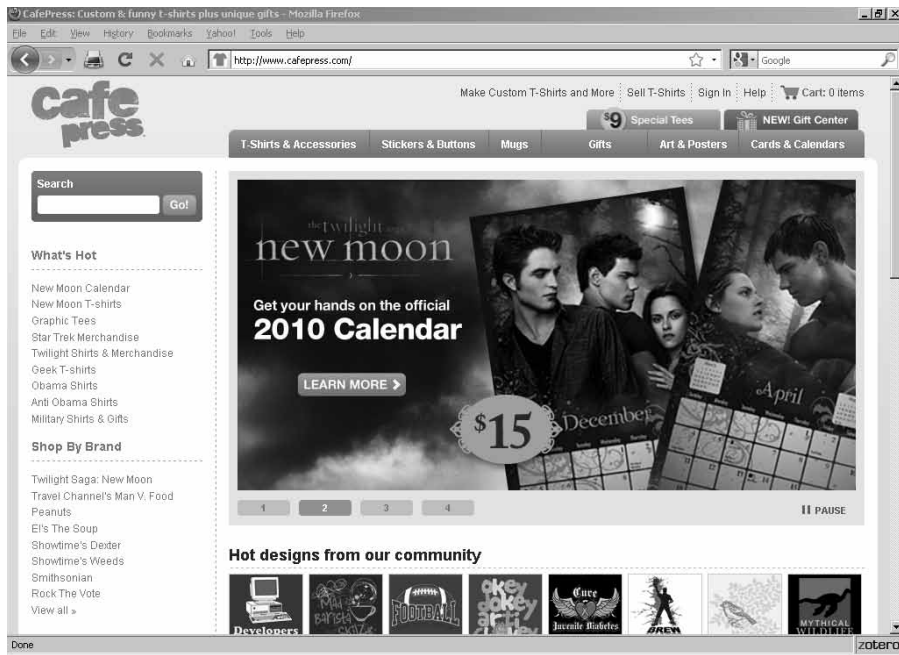 CafePress: Custom & funny t-shirts plus unique gifts - Mozilla Firefox
File Edit View History Bookmarks Yahoo! Tools Help
http://www.cafepress.com/
Google
cafe
press
Make Custom T-Shirts and More Sell T-Shirts Sign In Help Cart: 0 items
$9 Special Tees NEW! Gift Center
T-Shirts & Accessories Stickers & Buttons Mugs Gifts Art & Posters Cards & Calendars
Search
Go!
What's Hot
New Moon Calendar
New Moon T-shirts
Graphic Tees
Star Trek Merchandise
Twilight Shirts & Merchandise
Geek T-shirts
Obama Shirts
Anti Obama Shirts
Military Shirts & Gifts
Shop By Brand
Twilight Saga: New Moon
Travel Channel's Man V. Food
Peanuts
E!'s The Soup
Showtime's Dexter
Showtime's Weeds
Smithsonian
Rock The Vote
View all »
the twilight saga
new moon
Get your hands on the official
2010 Calendar
LEARN MORE
$15
December
April
1 2 3 4
PAUSE
Hot designs from our community
Developers
FOOTBALL
okey
dokey
Cure
Juvenile Diabetes
BREW
MYTHICAL
WILDLIFE
Done
zotero